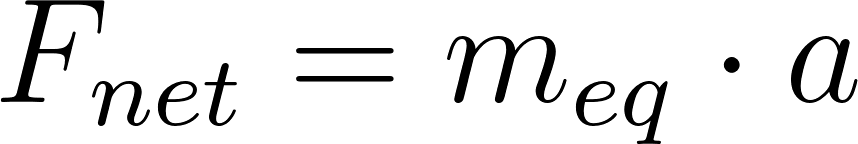 F_{net} = m_{eq} · a